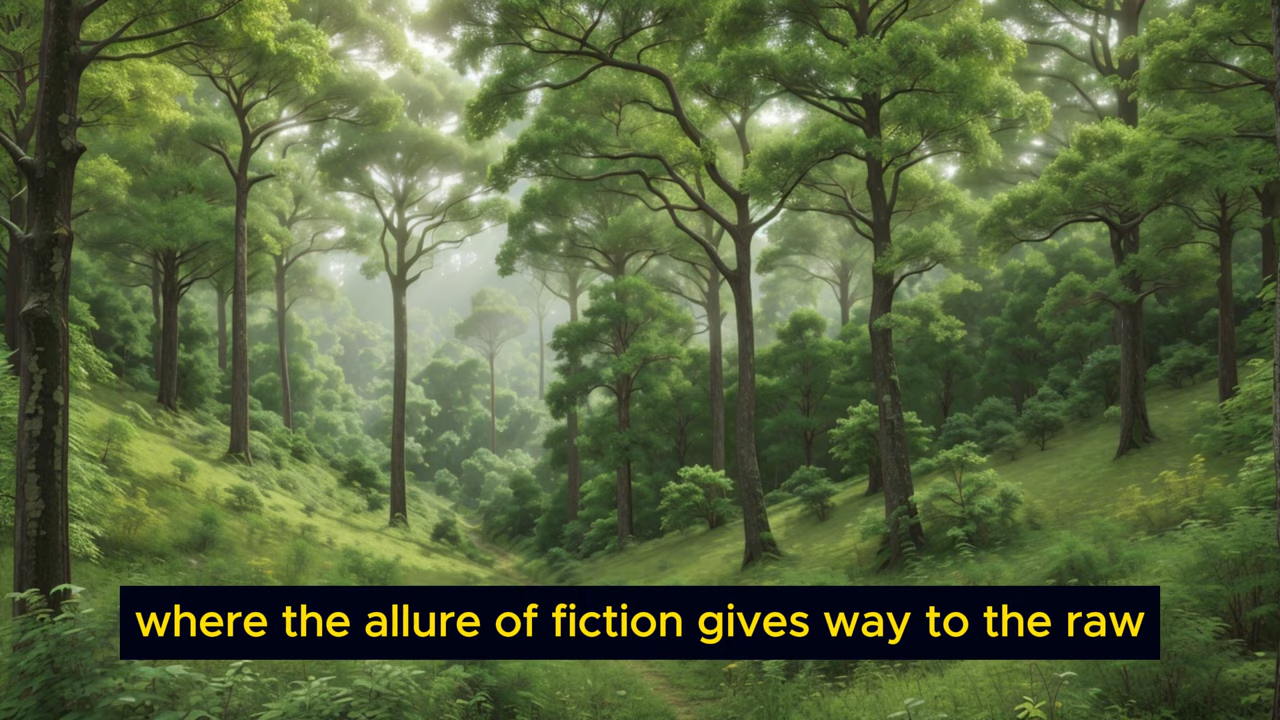 where the allure of fiction gives way to the raw